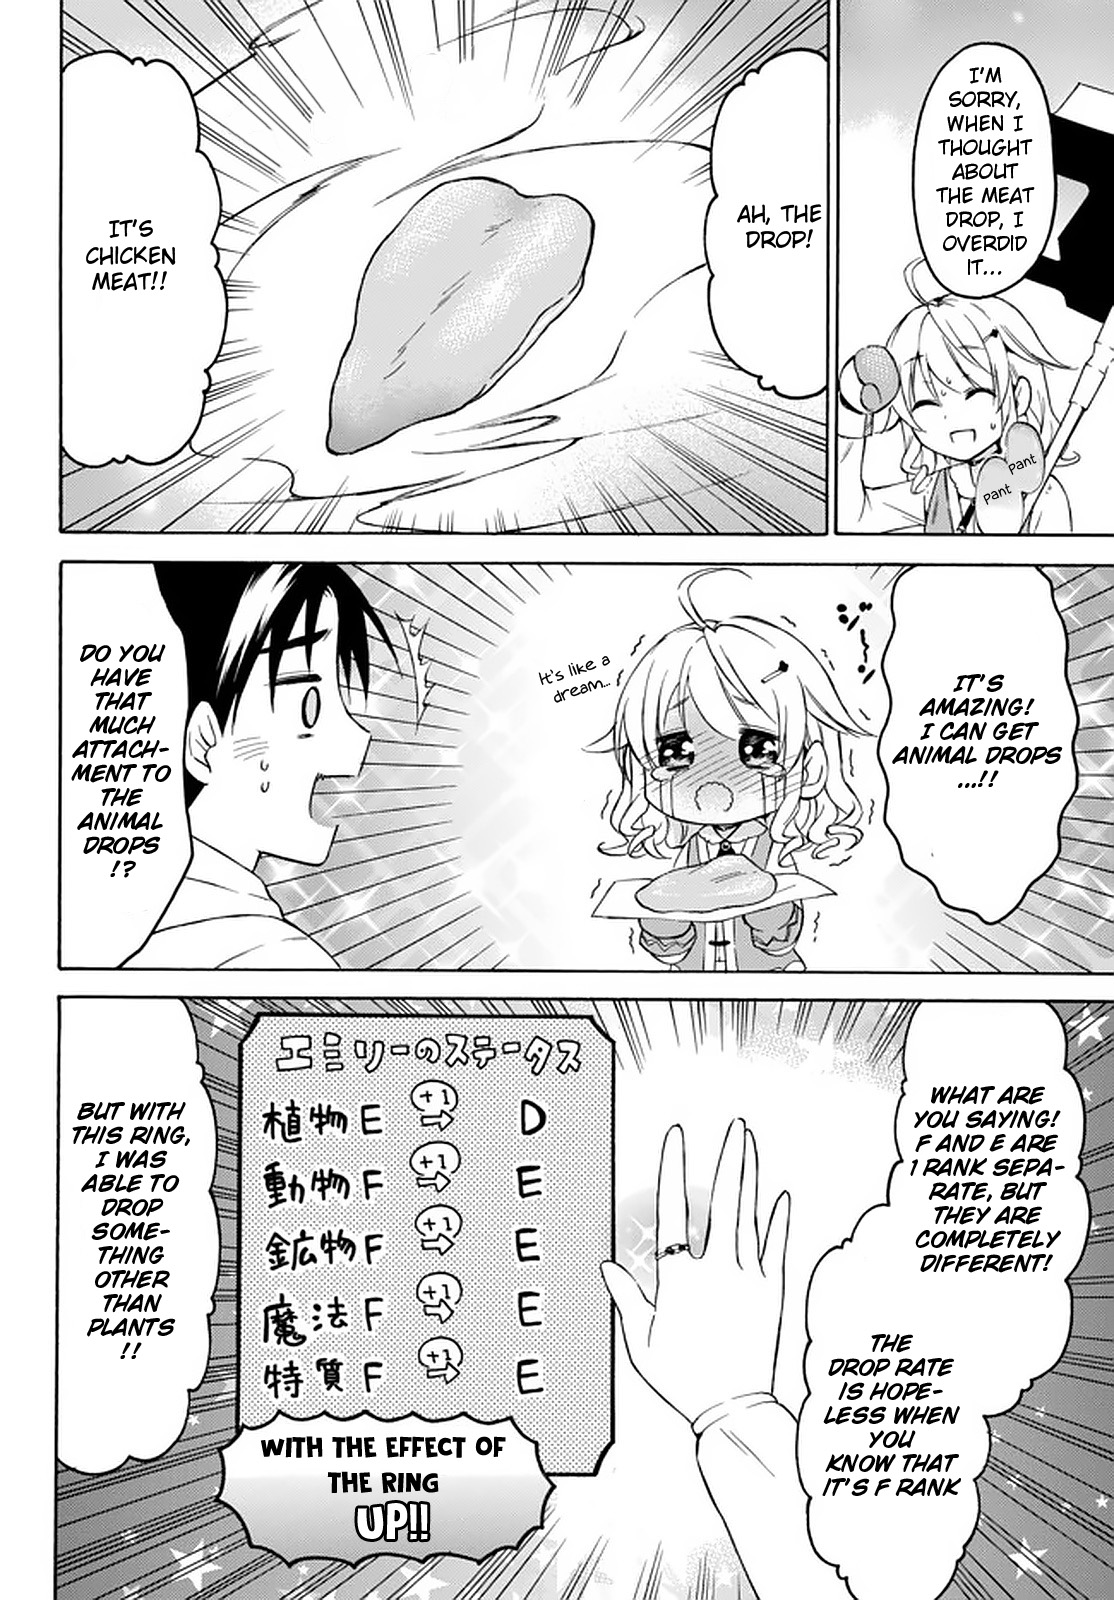 I'M
SORRY,
WHEN I
THOUGHT
ABOUT
THE MEAT
DROP, I
OVERDID
IT...
Pant
Pant
AH, THE
DROP!
IT'S
CHICKEN
MEAT!!
IT'S
AMAZING!
I CAN GET
ANIMAL DROPS
...!!
It's like a
dream...
DO YOU
HAVE
THAT
MUCH
ATTACH-
MENT TO
THE
ANIMAL
DROPS
!?
WHAT ARE
YOU SAYING!
F AND E ARE
1 RANK SEPA-
RATE, BUT
THEY ARE
COMPLETELY
DIFFERENT!
THE
DROP RATE
IS HOPE-
LESS WHEN
YOU
KNOW THAT
IT'S F RANK
エミリーのステータス
植物 E +1→ D
動物 F +1→ E
鉱物 F +1→ E
魔法 F +1→ E
特質 F +1→ E
WITH THE EFFECT OF
THE RING
UP!!
BUT WITH
THIS RING,
I WAS
ABLE TO
DROP
SOME-
THING
OTHER
THAN
PLANTS
!!